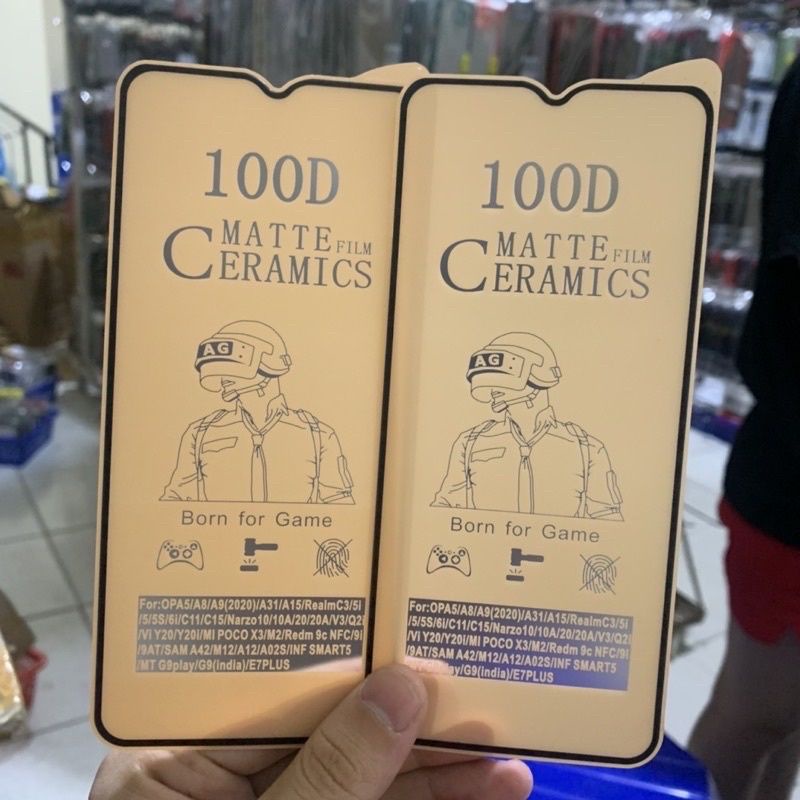 100D
MATTE FILM
CERAMICS
AG
Born for Game
For:OPA5/A8/A9(2020)/A31/A15/RealmC3/5i
/5/5S/6i/C11/C15/Narzo10/10A/20/20A/V3/Q2i
/Vi Y20/Y20i/MI POCO X3/M2/Redm 9c NFC/9i
/9AT/SAM A42/M12/A12/A02S/INF SMART5
/MT G9play/G9(india)/E7PLUS
100D
MATTE FILM
CERAMICS
AG
Born for Game
For:OPA5/A8/A9(2020)/A31/A15/RealmC3/5i
/5/5S/6i/C11/C15/Narzo10/10A/20/20A/V3/Q2i
/Vi Y20/Y20i/MI POCO X3/M2/Redm 9c NFC/9i
/9AT/SAM A42/M12/A12/A02S/INF SMART5
/G9(india)/E7PLUS